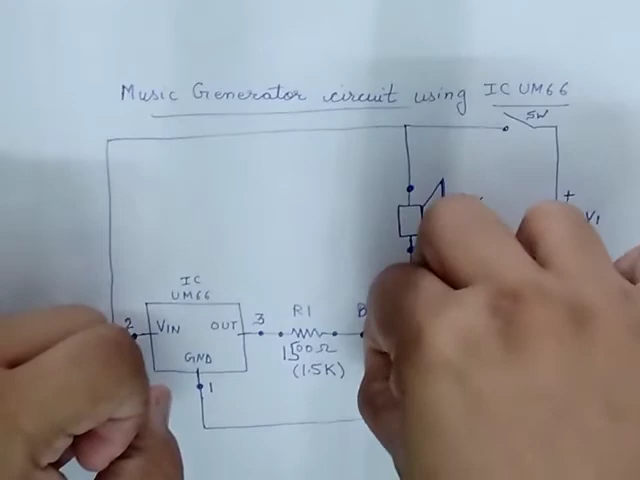 Music Generator circuit using IC UM66
SW
+
V1
IC
UM66
2
VIN
OUT
3
R1
B
1500Ω
(1.5K)
GND
1